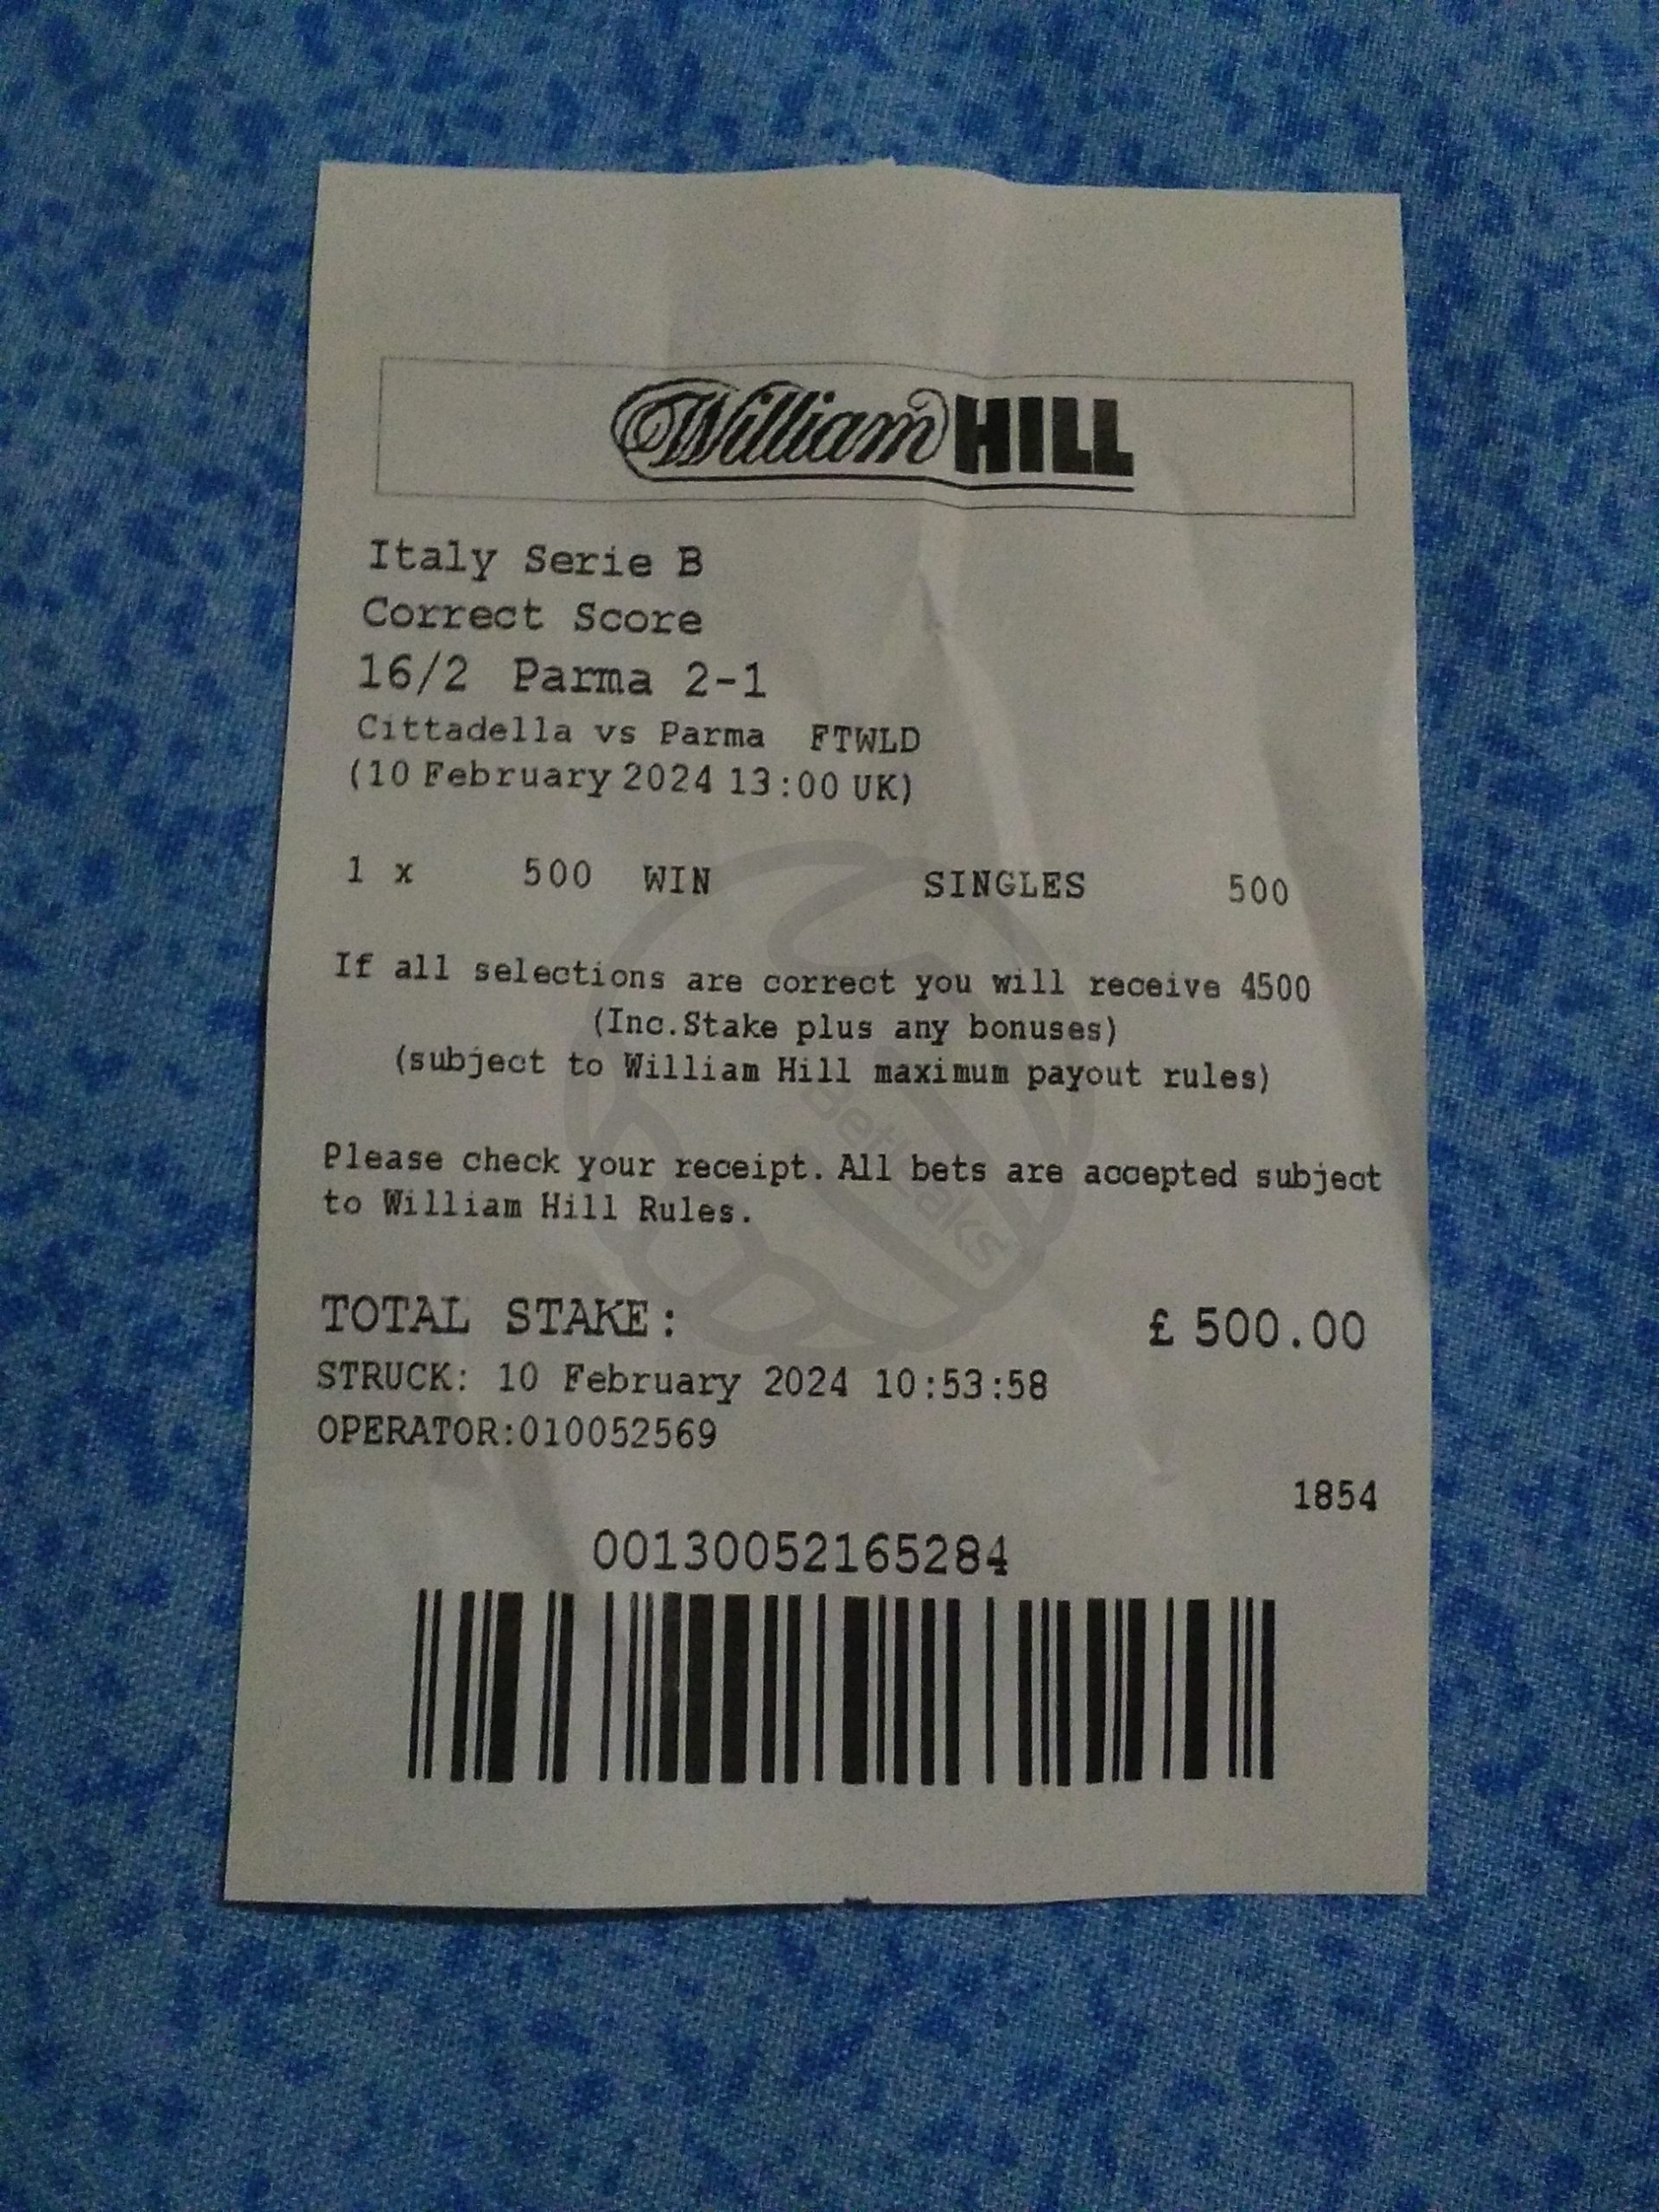 William HILL
Italy Serie B
Correct Score
16/2 Parma 2-1
Cittadella vs Parma FTWLD
(10 February 2024 13:00 UK)
1 x 500 WIN SINGLES 500
If all selections are correct you will receive 4500
(Inc.Stake plus any bonuses)
(subject to William Hill maximum payout rules)
Please check your receipt. All bets are accepted subject
to William Hill Rules.
TOTAL STAKE: £ 500.00
STRUCK: 10 February 2024 10:53:58
OPERATOR:010052569
1854
00130052165284